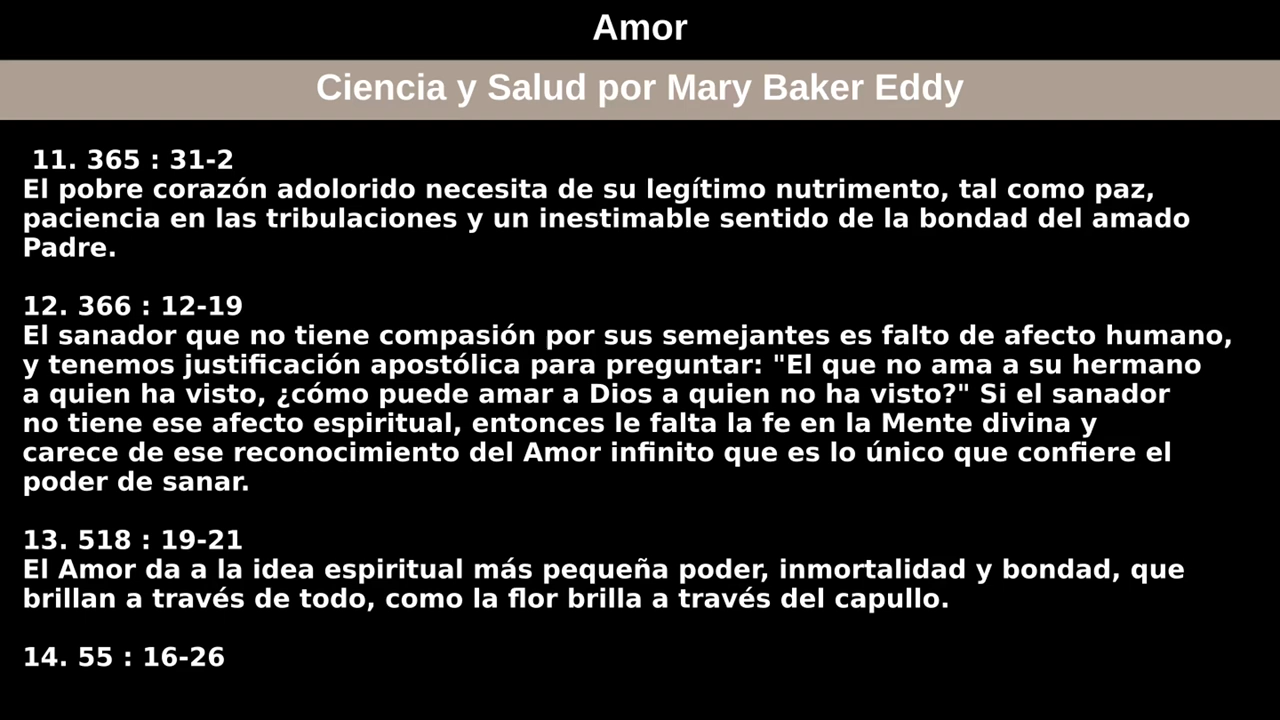 Amor
Ciencia y Salud por Mary Baker Eddy
11. 365 : 31-2
El pobre corazón adolorido necesita de su legítimo nutrimento, tal como paz,
paciencia en las tribulaciones y un inestimable sentido de la bondad del amado
Padre.
12. 366 : 12-19
El sanador que no tiene compasión por sus semejantes es falto de afecto humano,
y tenemos justificación apostólica para preguntar: "El que no ama a su hermano
a quien ha visto, ¿cómo puede amar a Dios a quien no ha visto?" Si el sanador
no tiene ese afecto espiritual, entonces le falta la fe en la Mente divina y
carece de ese reconocimiento del Amor infinito que es lo único que confiere el
poder de sanar.
13. 518 : 19-21
El Amor da a la idea espiritual más pequeña poder, inmortalidad y bondad, que
brillan a través de todo, como la flor brilla a través del capullo.
14. 55 : 16-26